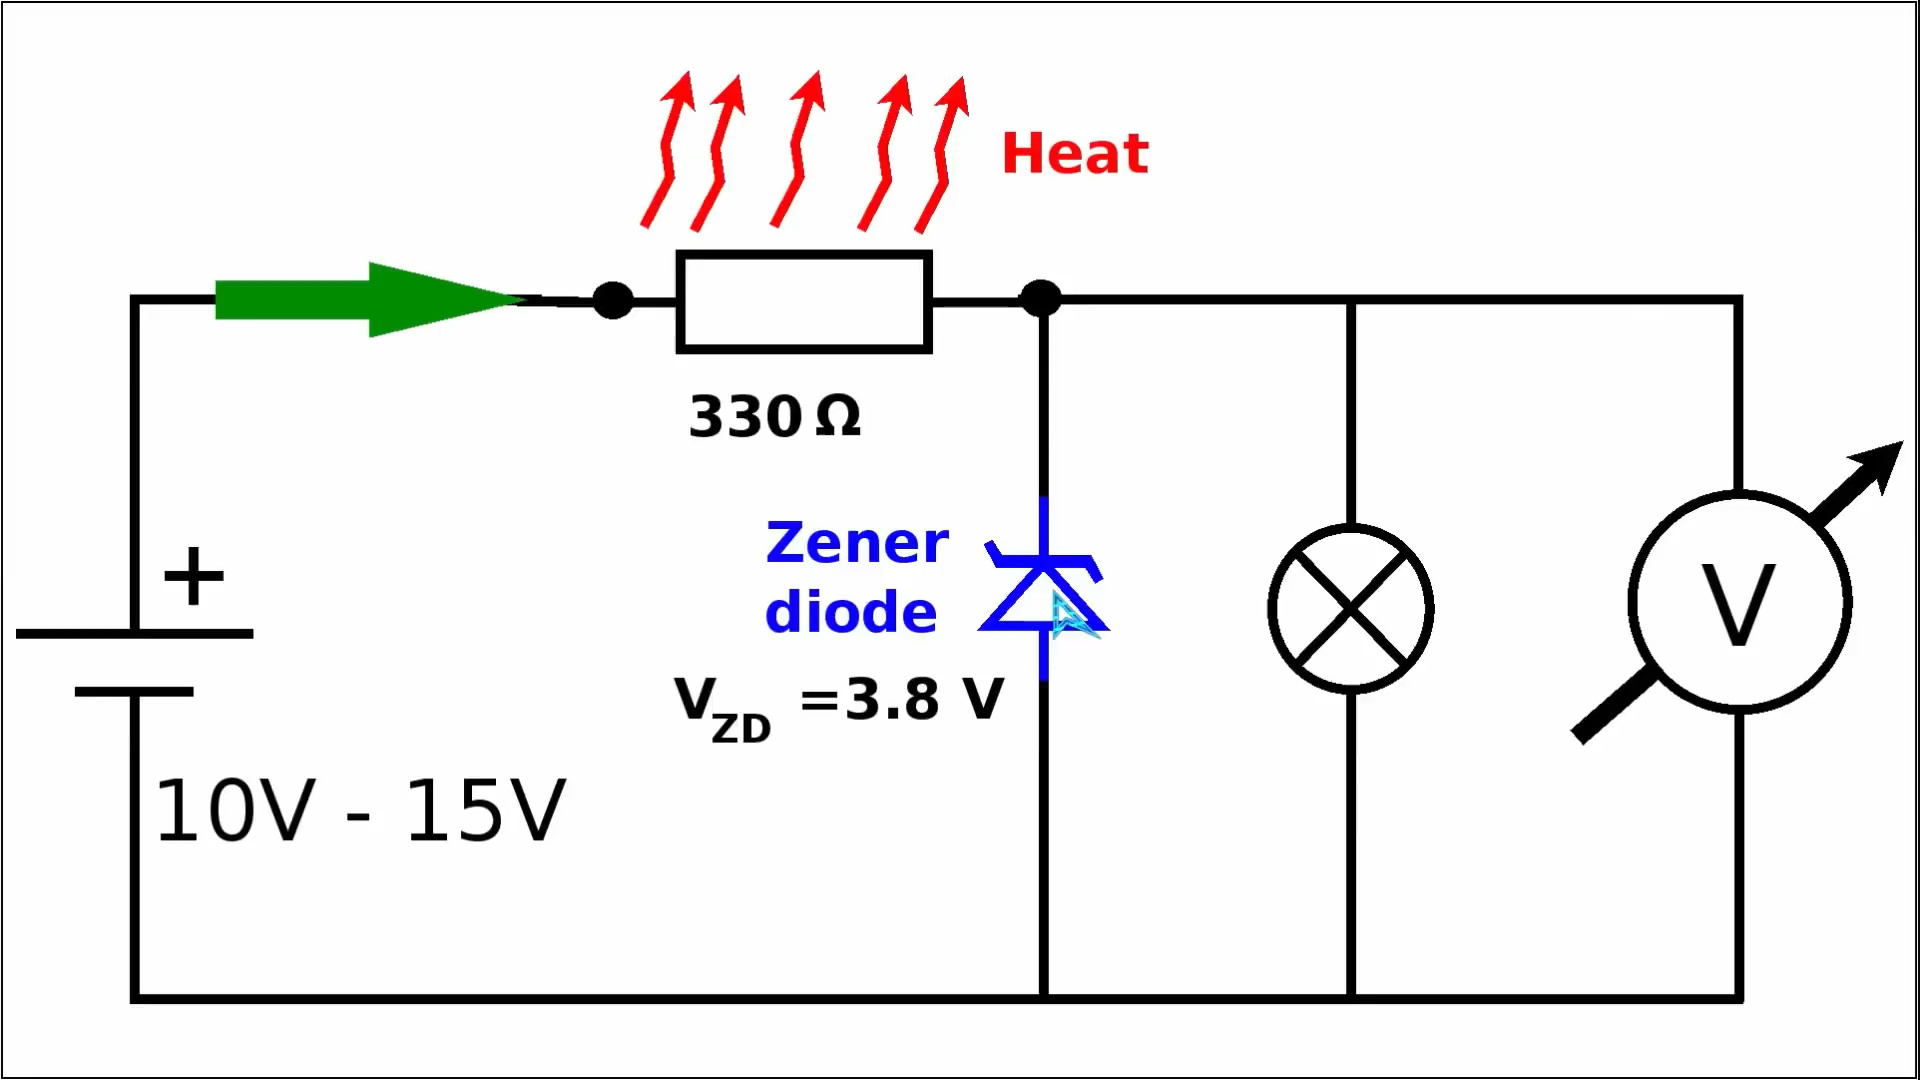 Heat
330 Ω
Zener
diode
+
V_ZD =3.8 V
V
10V - 15V